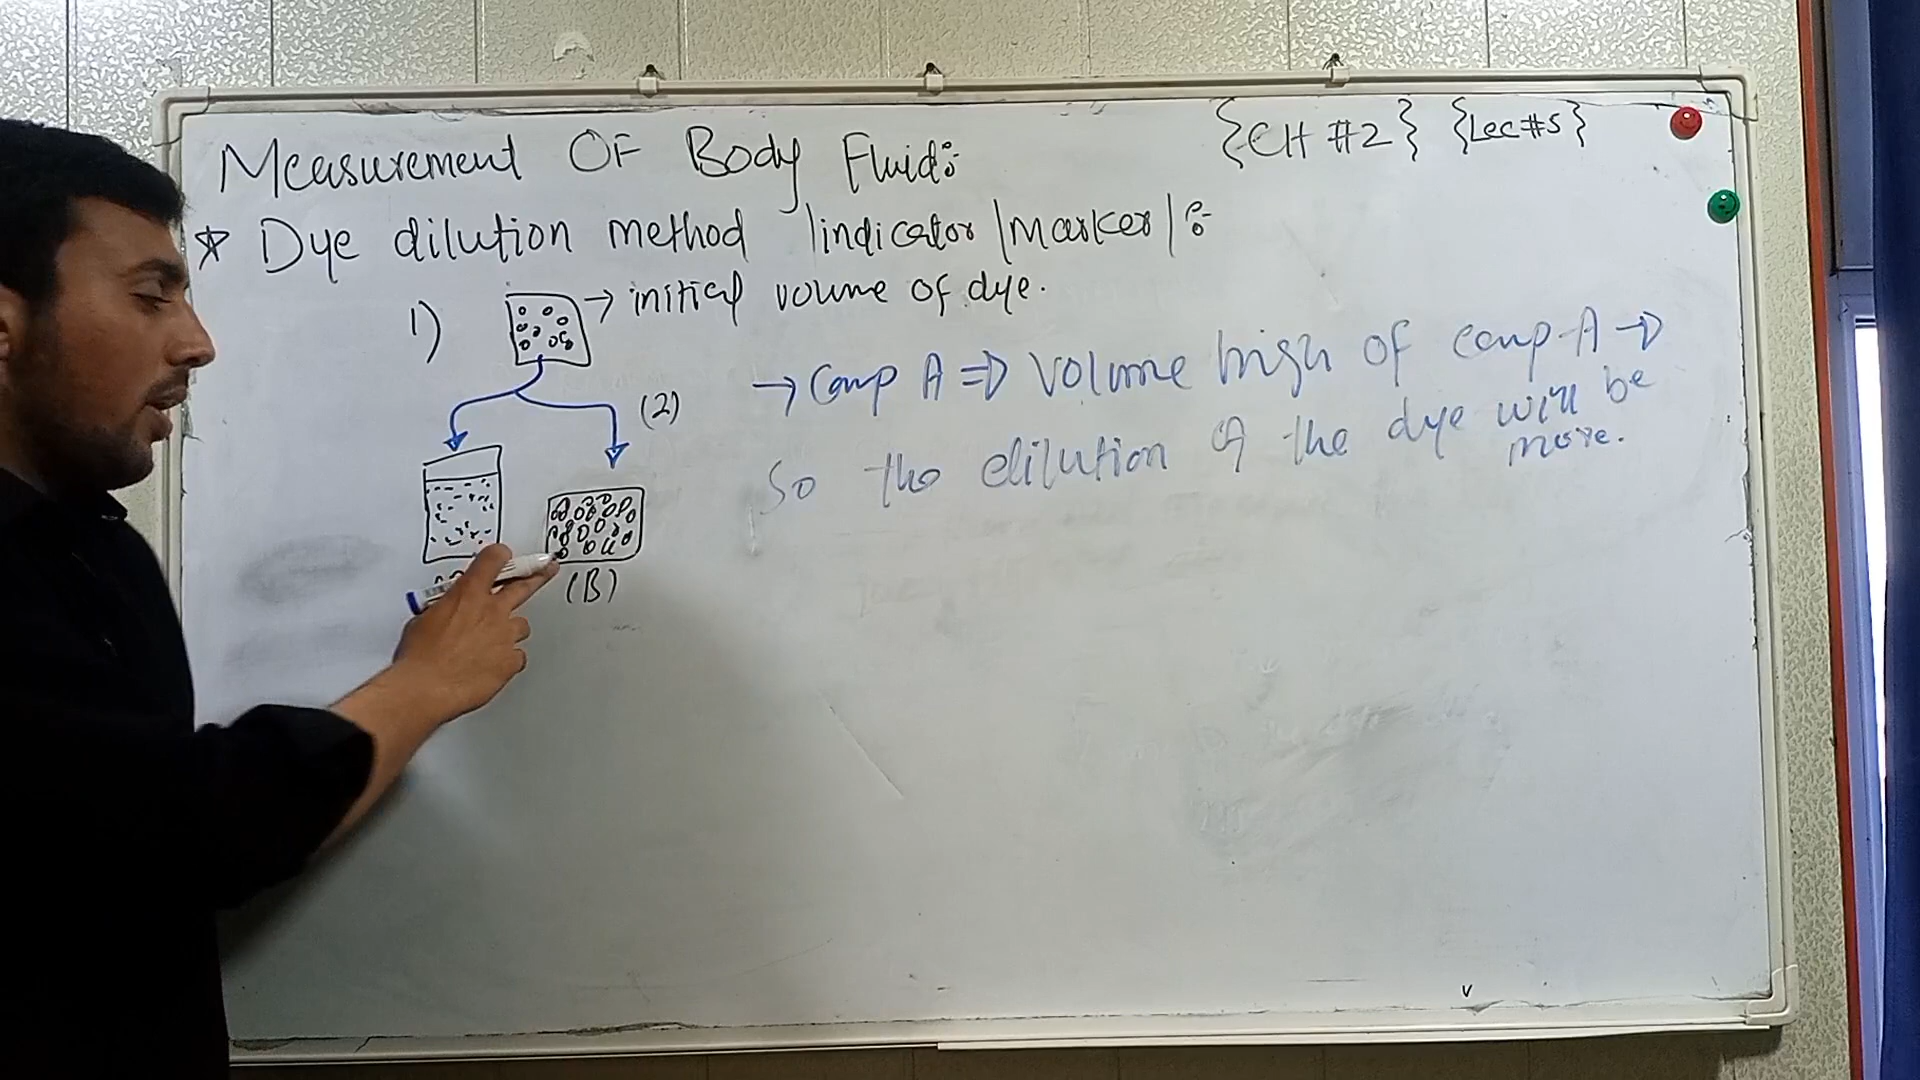 Measurement OF Body Fluid:-
{CH #2} {Lec#5}
* Dye dilution method /indicator/marker/:-
1) → initial volume of dye.
(2)
→ Comp A ⇒ Volume high of comp-A →
So the dilution of the dye will be
more.
(B)